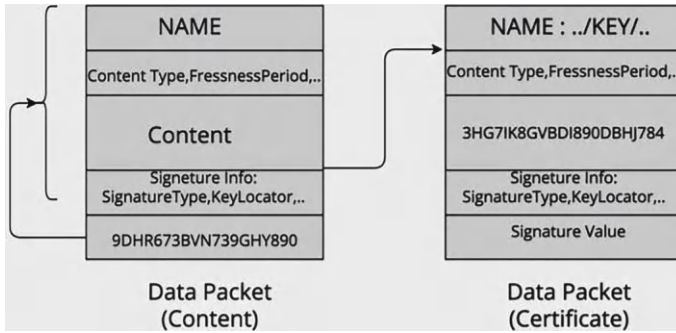 NAME
Content Type,FressnessPeriod,..
Content
Signeture Info:
SignatureType,KeyLocator,..
9DHR673BVN739GHY890
Data Packet
(Content)
NAME : ../KEY/..
Content Type,FressnessPeriod,..
3HG7IK8GVBDI890DBHJ784
Signeture Info:
SignatureType,KeyLocator,..
Signature Value
Data Packet
(Certificate)